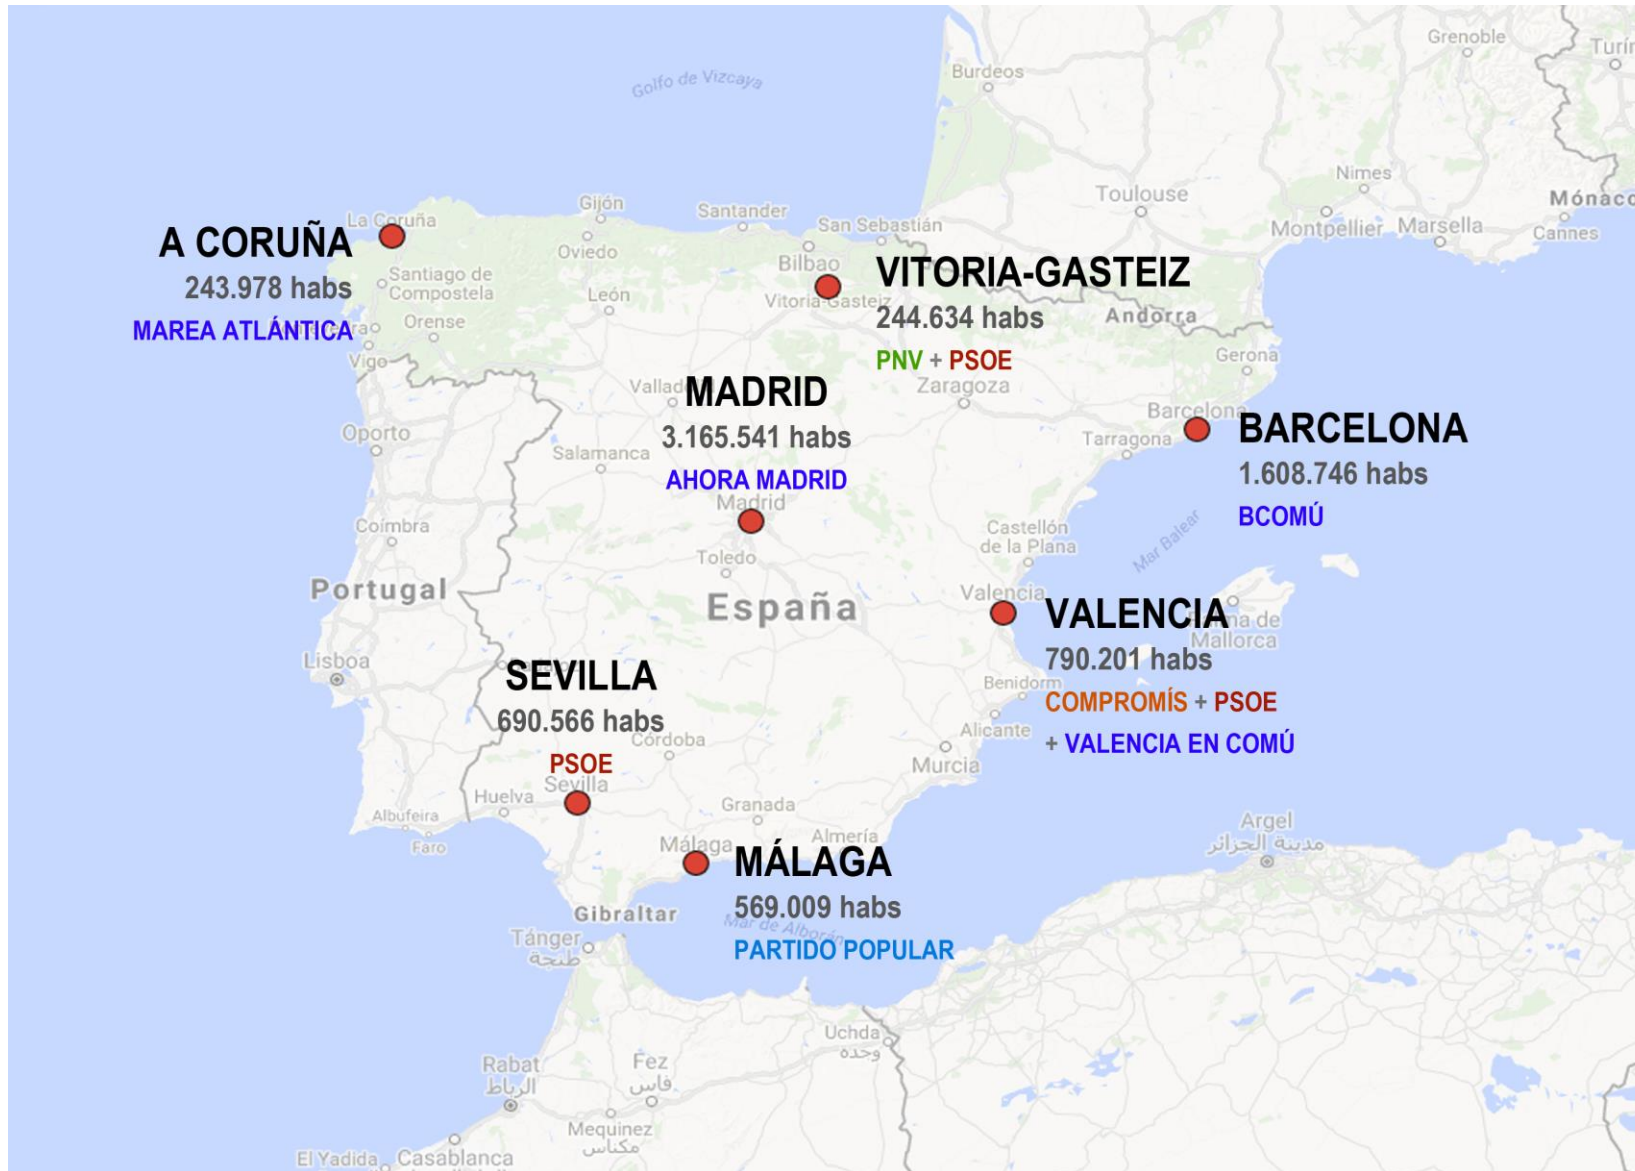 Grenoble
Turín
Golfo de Vizcaya
Burdeos
Nimes
Toulouse
Mónaco
Montpellier
Marsella
Cannes
La Coruña
Gijón
Santander
San Sebastián
A CORUÑA
243.978 habs
MAREA ATLÁNTICA
Oviedo
Bilbao
Santiago de
Compostela
León
Vitoria-Gasteiz
VITORIA-GASTEIZ
244.634 habs
PNV + PSOE
Andorra
Orense
Vigo
Gerona
Zaragoza
MADRID
3.165.541 habs
AHORA MADRID
Madrid
Barcelona
BARCELONA
1.608.746 habs
BCOMÚ
Tarragona
Oporto
Salamanca
Coímbra
Castellón
de la Plana
Mar Balear
Toledo
Portugal
España
Valencia
VALENCIA
790.201 habs
COMPROMÍS + PSOE
+ VALENCIA EN COMÚ
Mallorca
Lisboa
SEVILLA
690.566 habs
PSOE
Sevilla
Benidorm
Alicante
Córdoba
Murcia
Huelva
Granada
Albufeira
Faro
Almería
Argel
مدينة الجزائر
Málaga
MÁLAGA
569.009 habs
PARTIDO POPULAR
Mar de Alborán
Gibraltar
Tánger
طنجة
Uchda
وجدة
Rabat
الرباط
Fez
فاس
Mequinez
مكناس
El Yadida
Casablanca